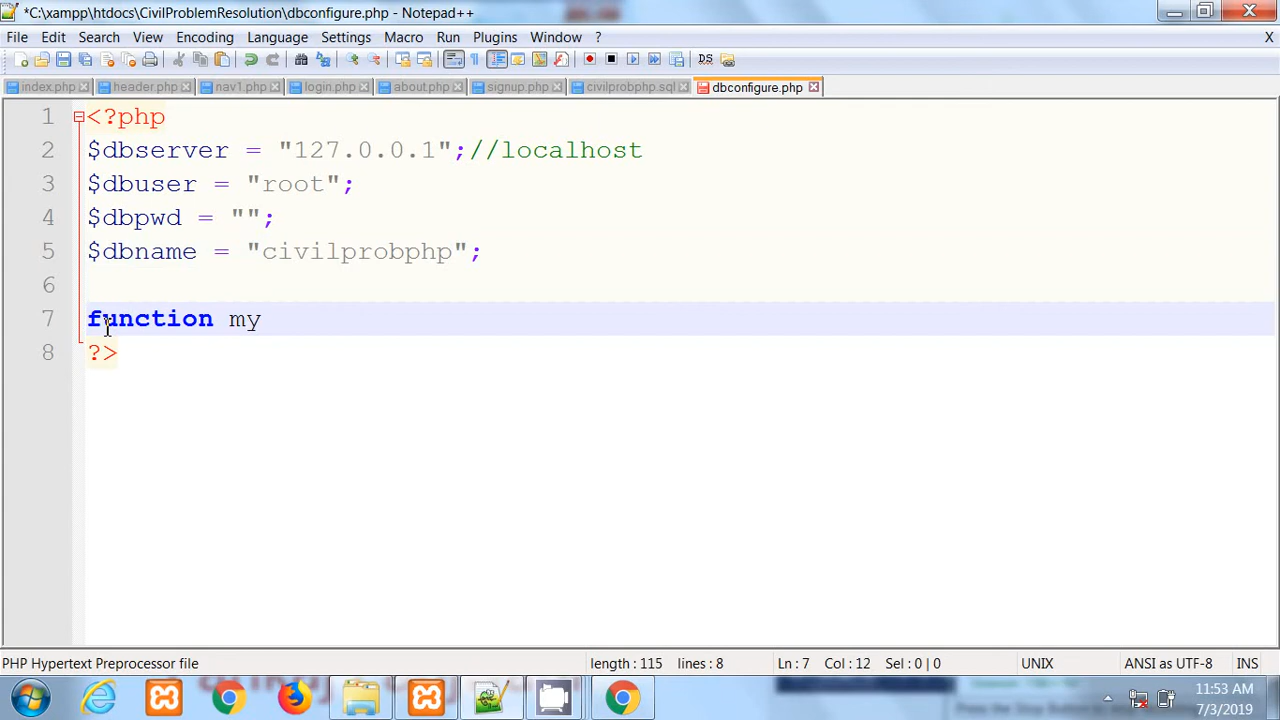 *C:\xampp\htdocs\CivilProblemResolution\dbconfigure.php - Notepad++
File Edit Search View Encoding Language Settings Macro Run Plugins Window ? X
index.php header.php nav1.php login.php about.php signup.php civilprobphp.sql dbconfigure.php
1 <?php
2 $dbserver = "127.0.0.1";//localhost
3 $dbuser = "root";
4 $dbpwd = "";
5 $dbname = "civilprobphp";
6
7 function my
8 ?>
PHP Hypertext Preprocessor file length : 115 lines : 8 Ln : 7 Col : 12 Sel : 0 | 0 UNIX ANSI as UTF-8 INS
11:53 AM
7/3/2019